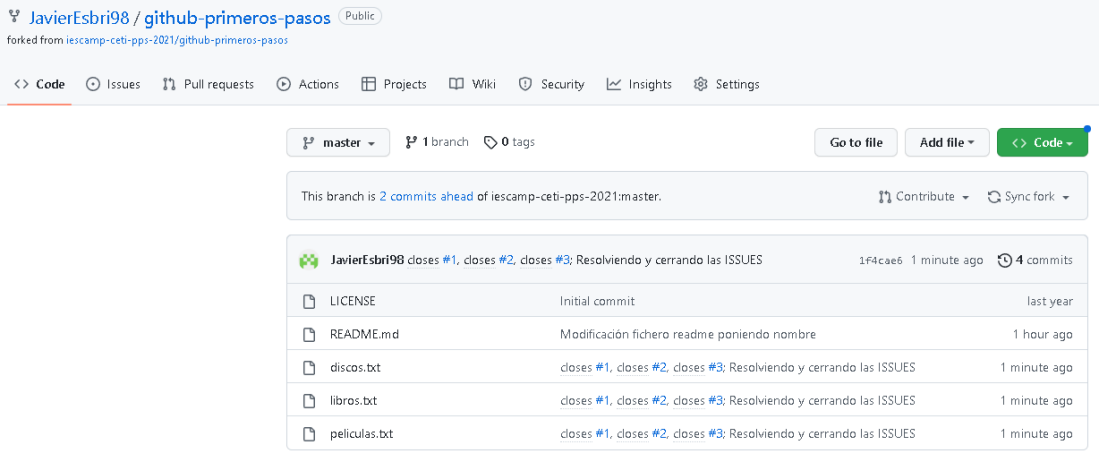 JavierEsbri98 / github-primeros-pasos Public
forked from iescamp-ceti-pps-2021/github-primeros-pasos
<> Code Issues Pull requests Actions Projects Wiki Security Insights Settings
master 1 branch 0 tags Go to file Add file <> Code
This branch is 2 commits ahead of iescamp-ceti-pps-2021:master. Contribute Sync fork
JavierEsbri98 closes #1, closes #2, closes #3; Resolviendo y cerrando las ISSUES 1f4cae6 1 minute ago 4 commits
LICENSE Initial commit last year
README.md Modificación fichero readme poniendo nombre 1 hour ago
discos.txt closes #1, closes #2, closes #3; Resolviendo y cerrando las ISSUES 1 minute ago
libros.txt closes #1, closes #2, closes #3; Resolviendo y cerrando las ISSUES 1 minute ago
peliculas.txt closes #1, closes #2, closes #3; Resolviendo y cerrando las ISSUES 1 minute ago